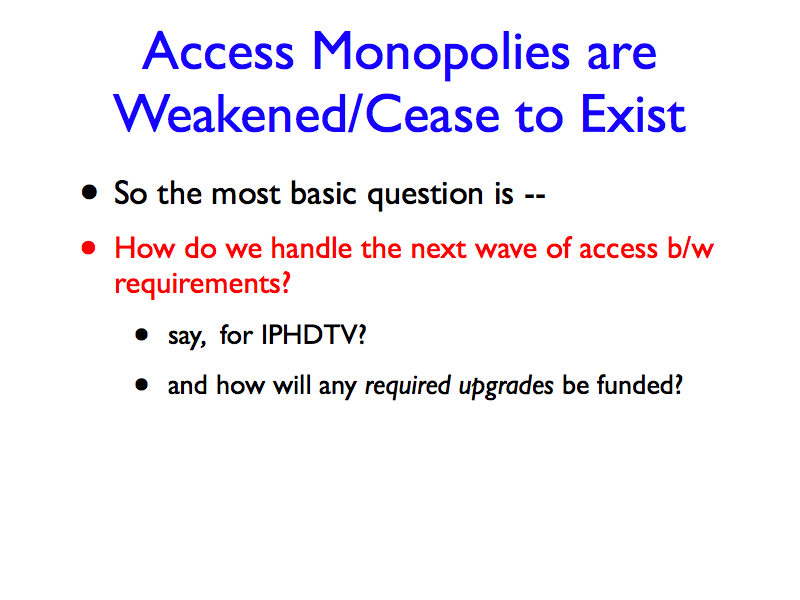 Access Monopolies are
Weakened/Cease to Exist
• So the most basic question is --
• How do we handle the next wave of access b/w
requirements?
• say, for IPHDTV?
• and how will any required upgrades be funded?